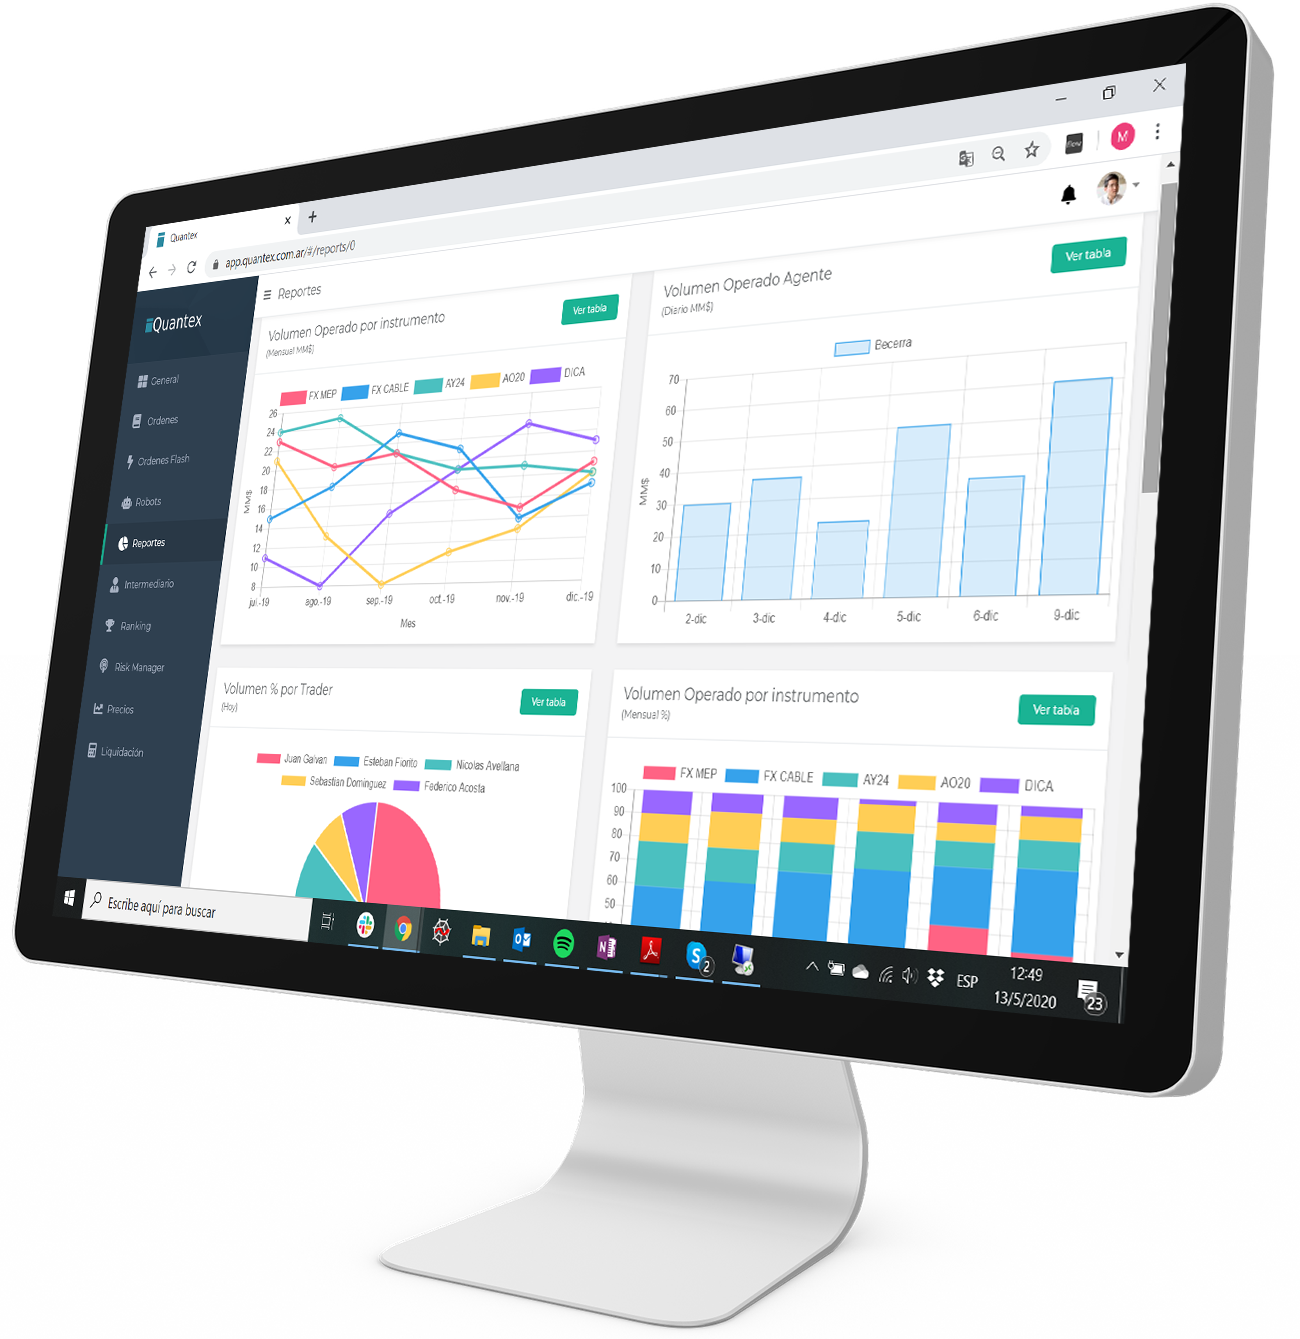 Quantex
app.quantex.com.ar/#/reports/0
M
Quantex
General
Ordenes
Ordenes Flash
Robots
Reportes
Intermediario
Ranking
Risk Manager
Precios
Liquidación
Reportes
Volumen Operado por instrumento
(Mensual MM$)
Ver tabla
FX MEP FX CABLE AY24 AO20 DICA
26
24
22
20
18
16
14
12
10
8
MM$
jul.-19 ago.-19 sep.-19 oct.-19 nov.-19 dic.-19
Mes
Volumen Operado Agente
(Diario MM$)
Ver tabla
Becerra
70
60
50
40
30
20
10
0
MM$
2-dic 3-dic 4-dic 5-dic 6-dic 9-dic
Volumen % por Trader
(Hoy)
Ver tabla
Juan Galvan Esteban Fiorito Nicolas Avellana
Sebastian Dominguez Federico Acosta
Volumen Operado por instrumento
(Mensual %)
Ver tabla
FX MEP FX CABLE AY24 AO20 DICA
100
90
80
70
60
50
Escribe aquí para buscar
N
S
2
ESP
12:49
13/5/2020
23